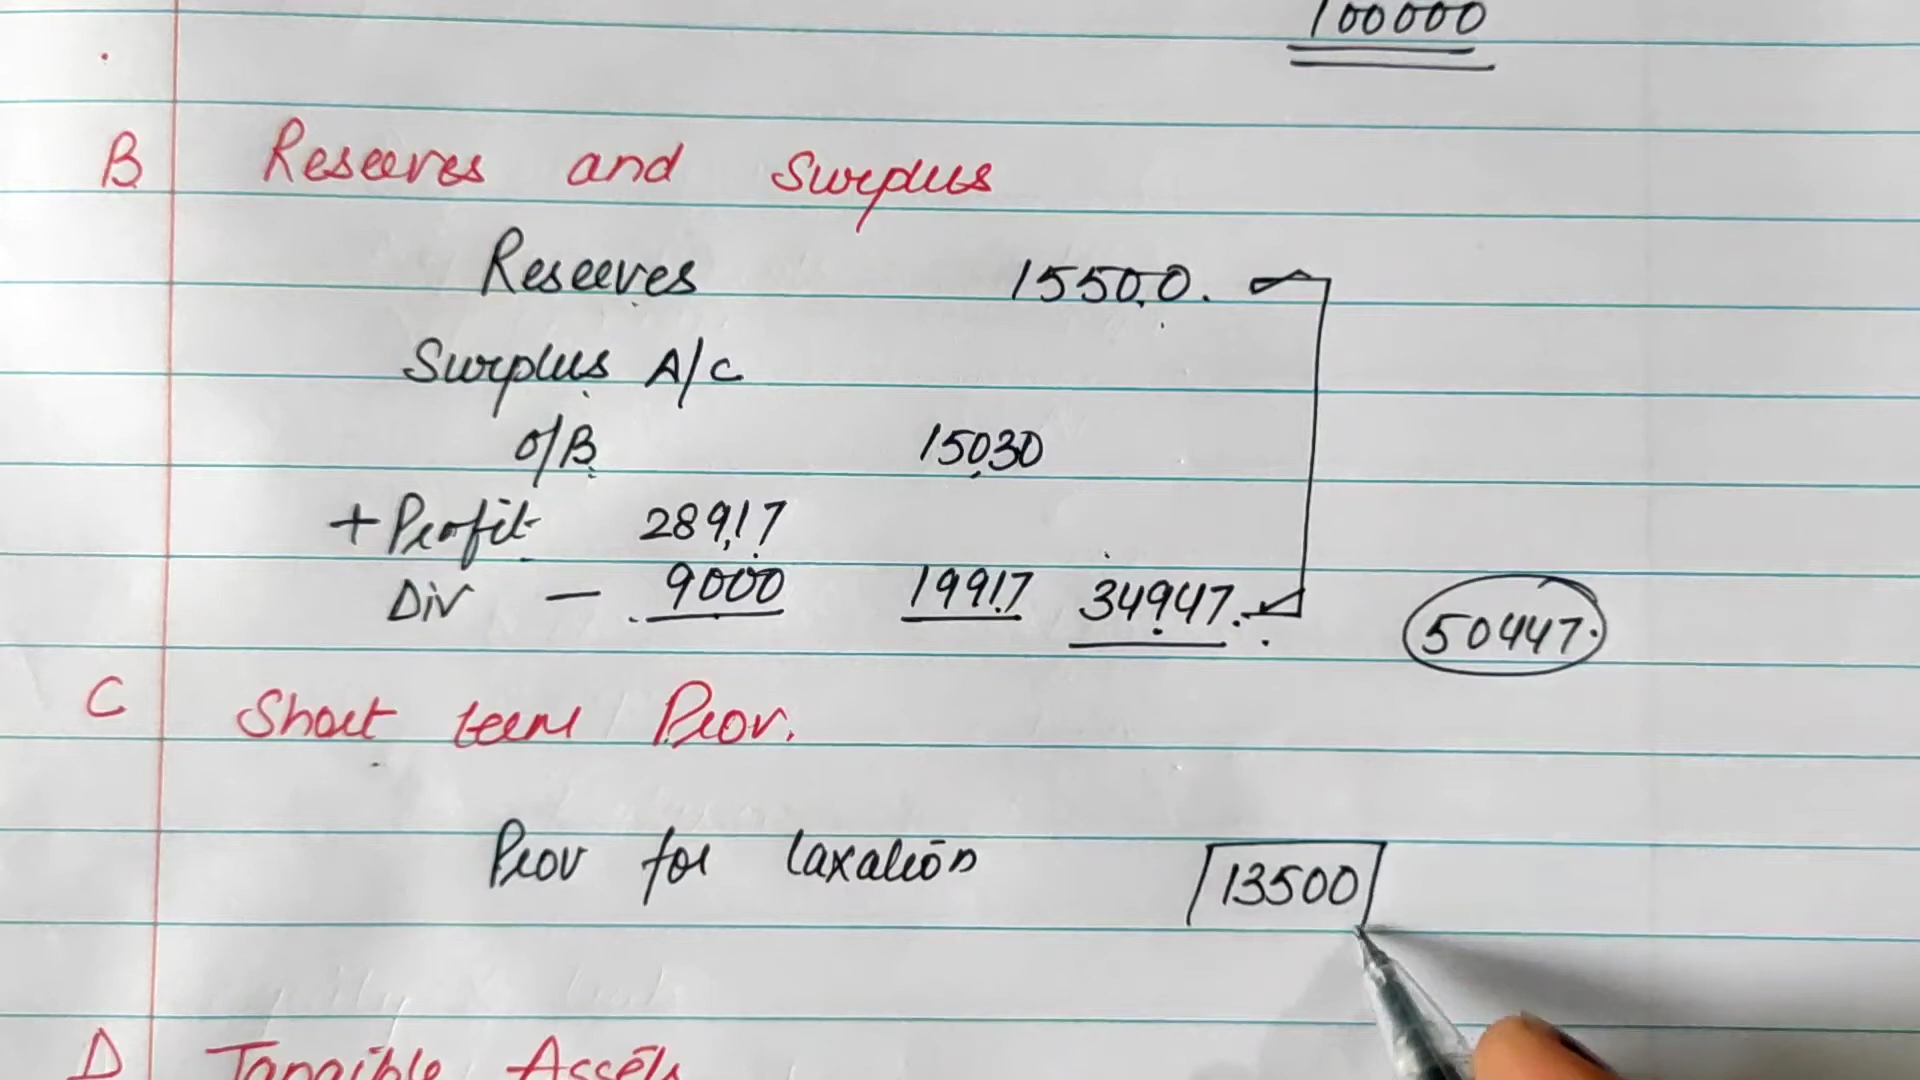 100000
B Reserves and Surplus
Reserves 15500.
Surplus A/C
O/B 15030
+ Profit 28917
Div - 9000 19917 34947. 50447.
C Short term Prov.
Prov for taxation 13500
D Tangible Assets